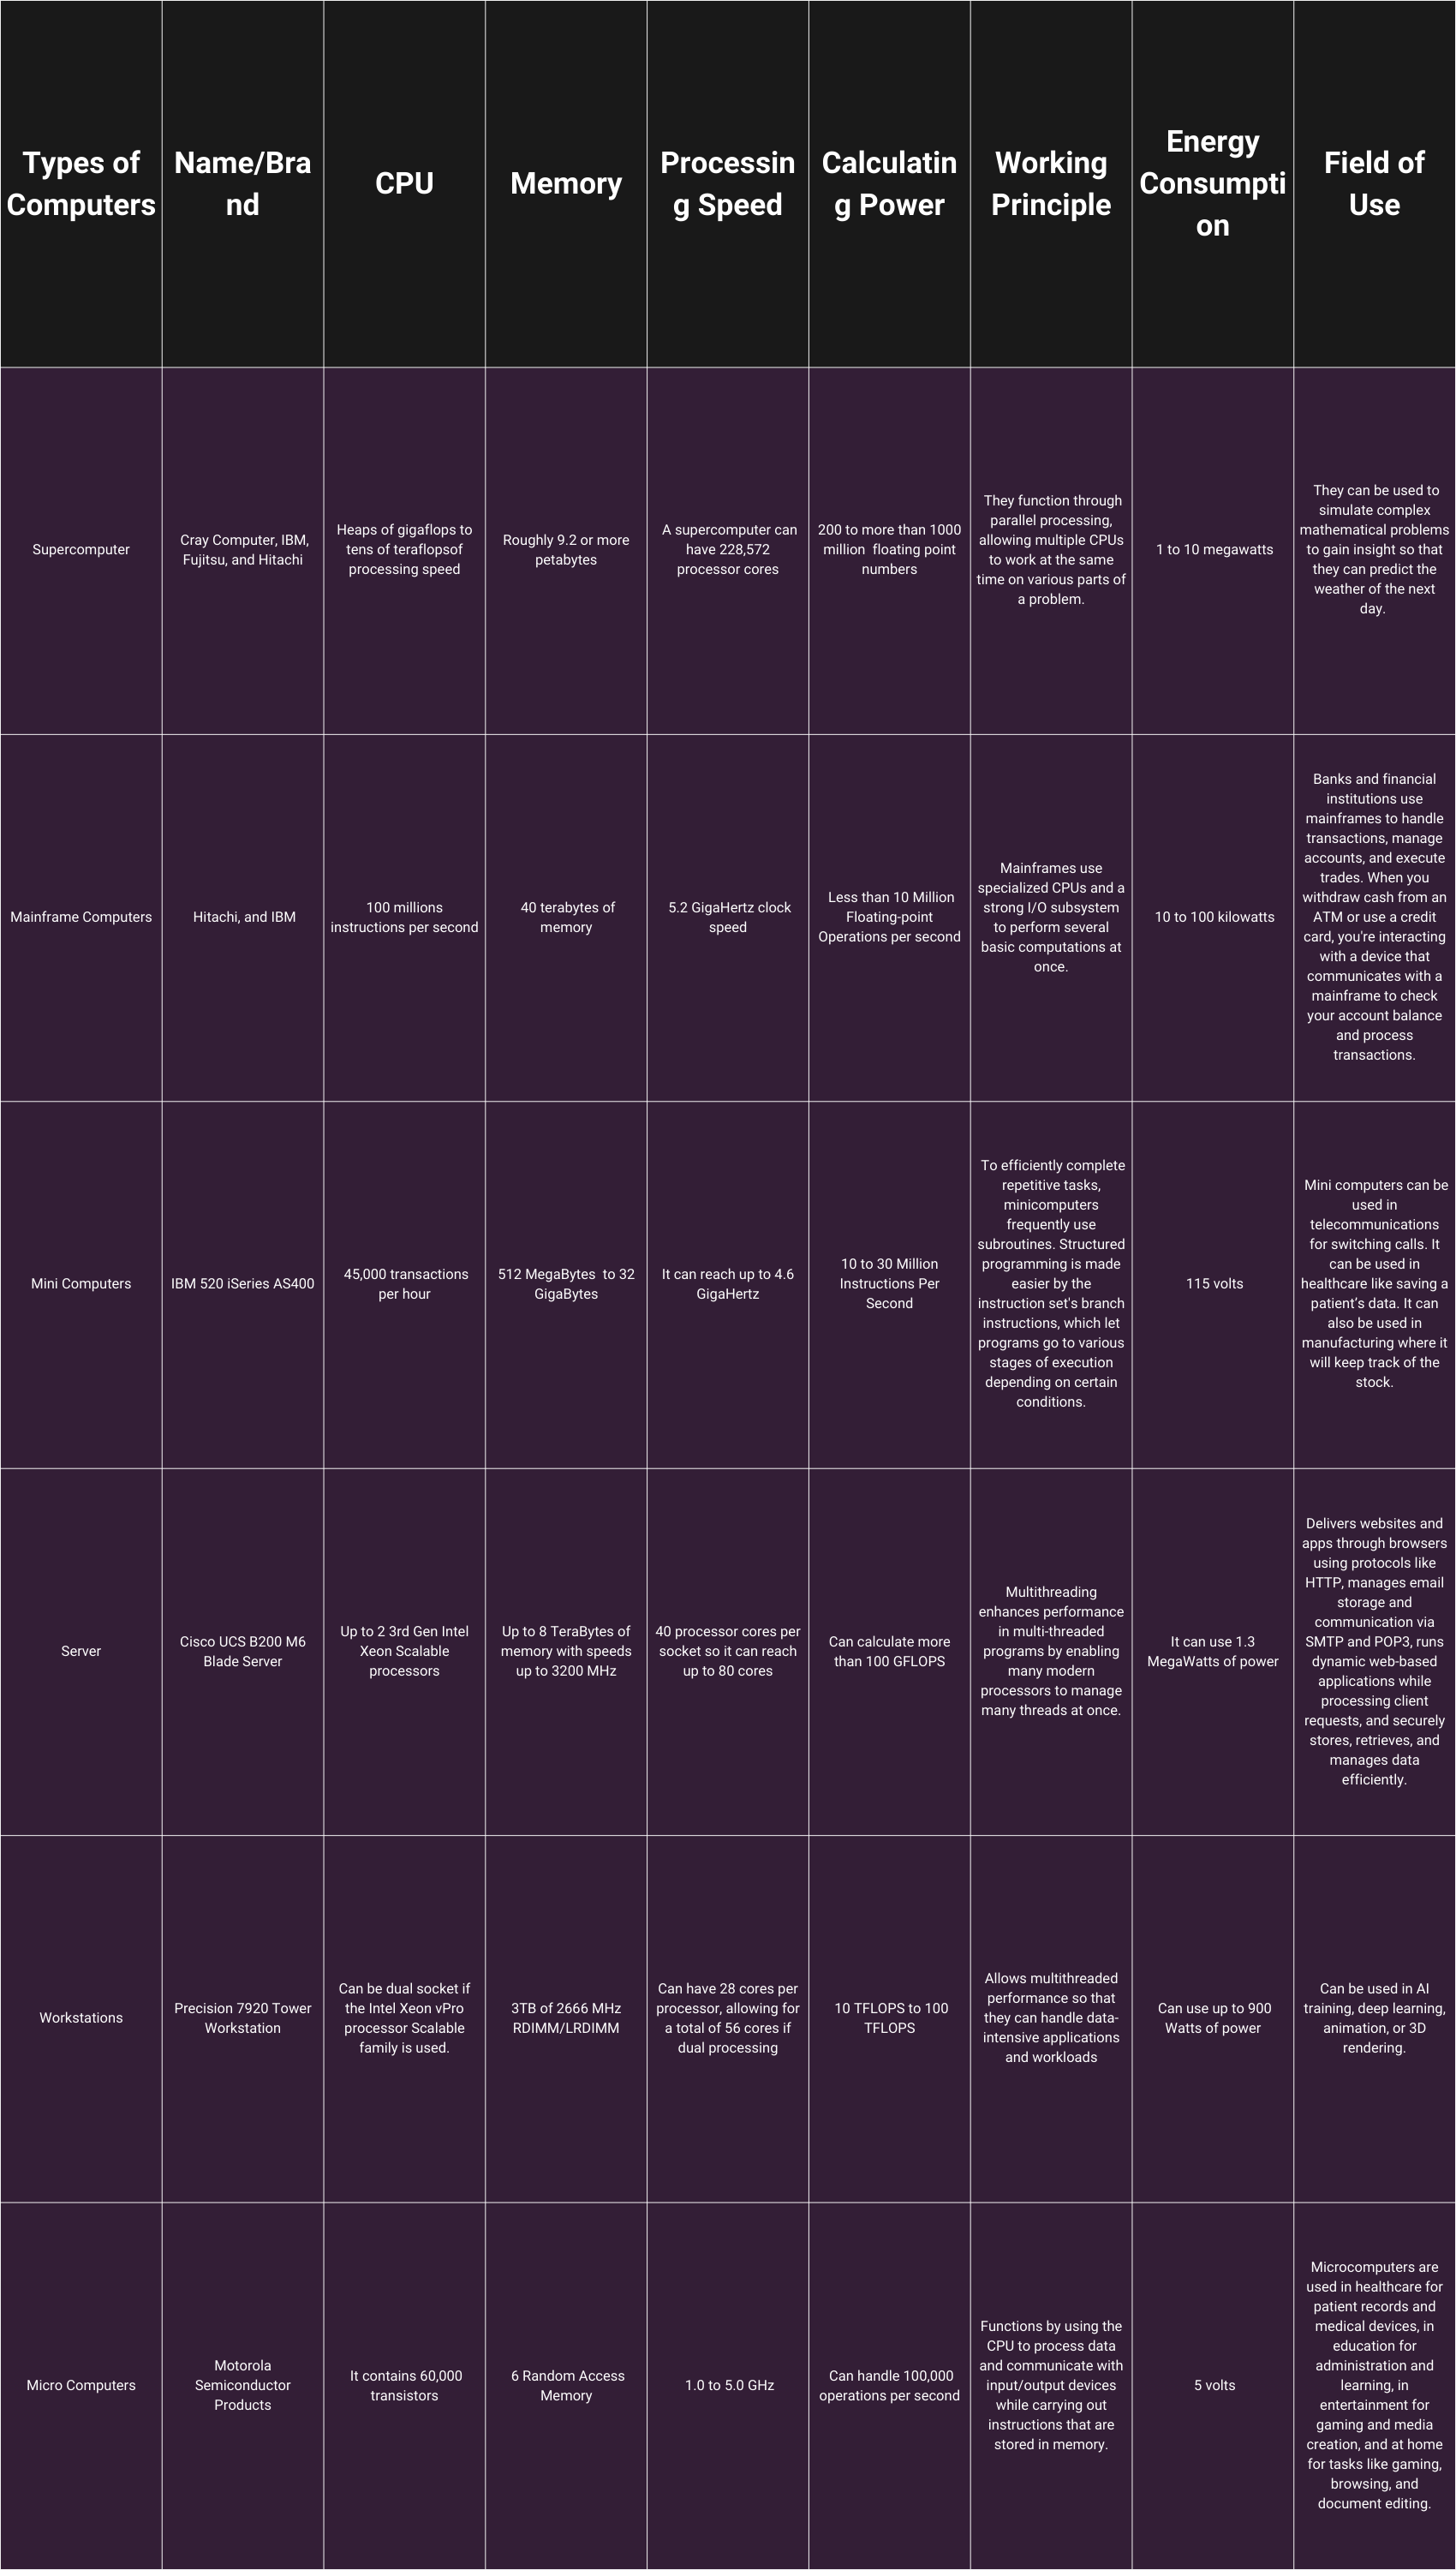 Types of
Computers
Name/Bra
nd
CPU
Memory
Processin
g Speed
Calculatin
g Power
Working
Principle
Energy
Consumpti
on
Field of
Use
Supercomputer
Cray Computer, IBM,
Fujitsu, and Hitachi
Heaps of gigaflops to
tens of teraflopsof
processing speed
Roughly 9.2 or more
petabytes
A supercomputer can
have 228,572
processor cores
200 to more than 1000
million  floating point
numbers
They function through
parallel processing,
allowing multiple CPUs
to work at the same
time on various parts of
a problem.
1 to 10 megawatts
They can be used to
simulate complex
mathematical problems
to gain insight so that
they can predict the
weather of the next
day.
Mainframe Computers
Hitachi, and IBM
100 millions
instructions per second
40 terabytes of
memory
5.2 GigaHertz clock
speed
Less than 10 Million
Floating-point
Operations per second
Mainframes use
specialized CPUs and a
strong I/O subsystem
to perform several
basic computations at
once.
10 to 100 kilowatts
Banks and financial
institutions use
mainframes to handle
transactions, manage
accounts, and execute
trades. When you
withdraw cash from an
ATM or use a credit
card, you're interacting
with a device that
communicates with a
mainframe to check
your account balance
and process
transactions.
Mini Computers
IBM 520 iSeries AS400
45,000 transactions
per hour
512 MegaBytes  to 32
GigaBytes
It can reach up to 4.6
GigaHertz
10 to 30 Million
Instructions Per
Second
To efficiently complete
repetitive tasks,
minicomputers
frequently use
subroutines. Structured
programming is made
easier by the
instruction set's branch
instructions, which let
programs go to various
stages of execution
depending on certain
conditions.
115 volts
Mini computers can be
used in
telecommunications
for switching calls. It
can be used in
healthcare like saving a
patient’s data. It can
also be used in
manufacturing where it
will keep track of the
stock.
Server
Cisco UCS B200 M6
Blade Server
Up to 2 3rd Gen Intel
Xeon Scalable
processors
Up to 8 TeraBytes of
memory with speeds
up to 3200 MHz
40 processor cores per
socket so it can reach
up to 80 cores
Can calculate more
than 100 GFLOPS
Multithreading
enhances performance
in multi-threaded
programs by enabling
many modern
processors to manage
many threads at once.
It can use 1.3
MegaWatts of power
Delivers websites and
apps through browsers
using protocols like
HTTP, manages email
storage and
communication via
SMTP and POP3, runs
dynamic web-based
applications while
processing client
requests, and securely
stores, retrieves, and
manages data
efficiently.
Workstations
Precision 7920 Tower
Workstation
Can be dual socket if
the Intel Xeon vPro
processor Scalable
family is used.
3TB of 2666 MHz
RDIMM/LRDIMM
Can have 28 cores per
processor, allowing for
a total of 56 cores if
dual processing
10 TFLOPS to 100
TFLOPS
Allows multithreaded
performance so that
they can handle data-
intensive applications
and workloads
Can use up to 900
Watts of power
Can be used in AI
training, deep learning,
animation, or 3D
rendering.
Micro Computers
Motorola
Semiconductor
Products
It contains 60,000
transistors
6 Random Access
Memory
1.0 to 5.0 GHz
Can handle 100,000
operations per second
Functions by using the
CPU to process data
and communicate with
input/output devices
while carrying out
instructions that are
stored in memory.
5 volts
Microcomputers are
used in healthcare for
patient records and
medical devices, in
education for
administration and
learning, in
entertainment for
gaming and media
creation, and at home
for tasks like gaming,
browsing, and
document editing.